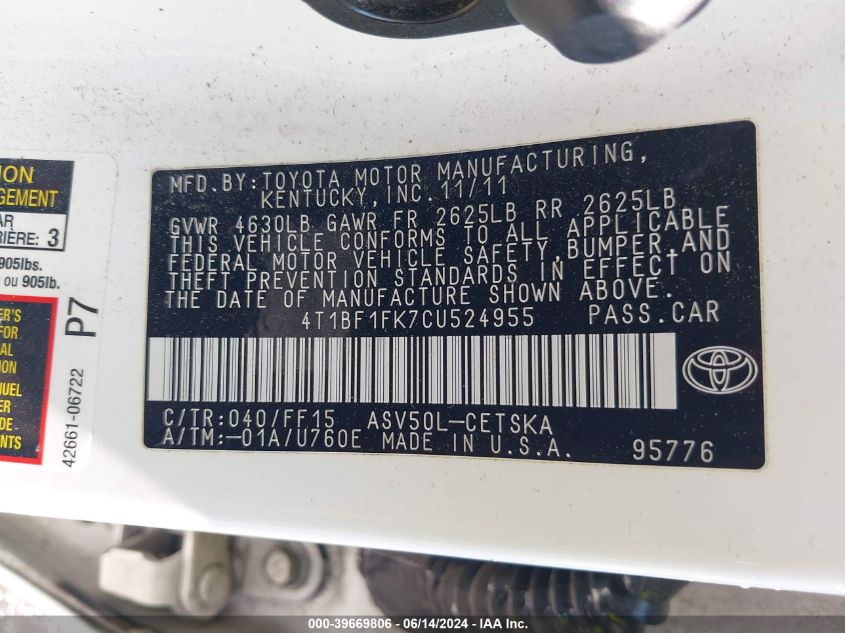 MFD.BY:TOYOTA MOTOR MANUFACTURING,
KENTUCKY, INC. 11/11
GVWR 4630LB GAWR FR 2625LB RR 2625LB
THIS VEHICLE CONFORMS TO ALL APPLICABLE
FEDERAL MOTOR VEHICLE SAFETY, BUMPER, AND
THEFT PREVENTION STANDARDS IN EFFECT ON
THE DATE OF MANUFACTURE SHOWN ABOVE.
4T1BF1FK7CU524955 PASS.CAR
C/TR:040/FF15 ASV50L-CETSKA
A/TM:-01A/U760E MADE IN U.S.A. 95776
GEMENT
AR
RIÈRE: 3
905lbs.
ou 905lb.
P7
42661-06722
FOR
000-39669806 - 06/14/2024 - IAAI.com